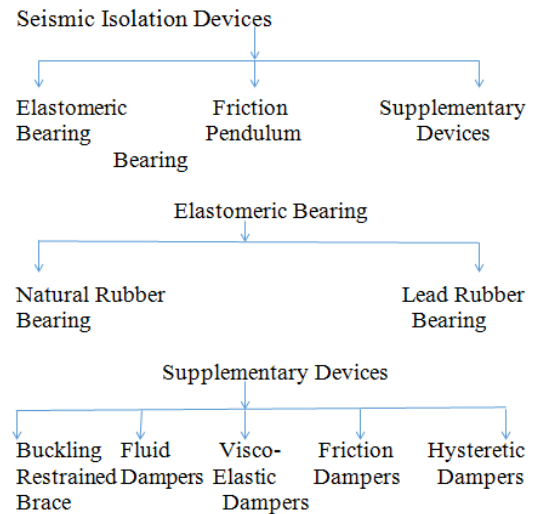 Seismic Isolation Devices
Elastomeric Friction Supplementary
Bearing Pendulum Devices
Bearing
Elastomeric Bearing
Natural Rubber Lead Rubber
Bearing Bearing
Supplementary Devices
Buckling Fluid Visco- Friction Hysteretic
Restrained Dampers Elastic Dampers Dampers
Brace Dampers